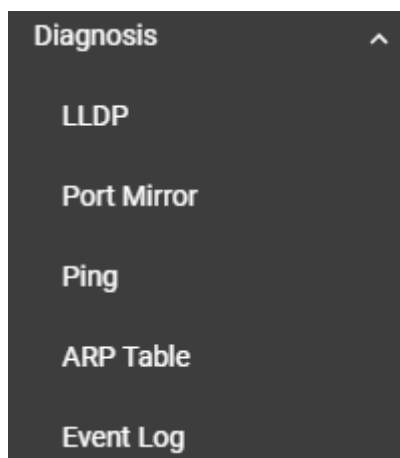 Diagnosis
LLDP
Port Mirror
Ping
ARP Table
Event Log